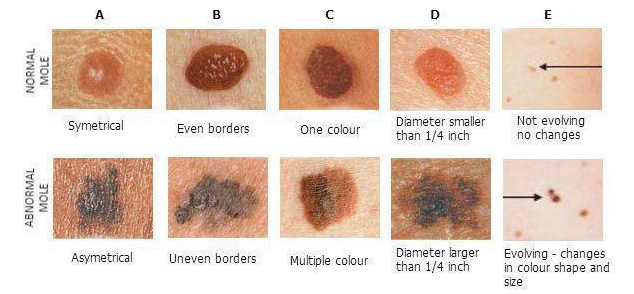 A B C D E
NORMAL
MOLE
Symetrical
Even borders
One colour
Diameter smaller
than 1/4 inch
Not evolving
no changes
ABNORMAL
MOLE
Asymetrical
Uneven borders
Multiple colour
Diameter larger
than 1/4 inch
Evolving - changes
in colour shape and
size